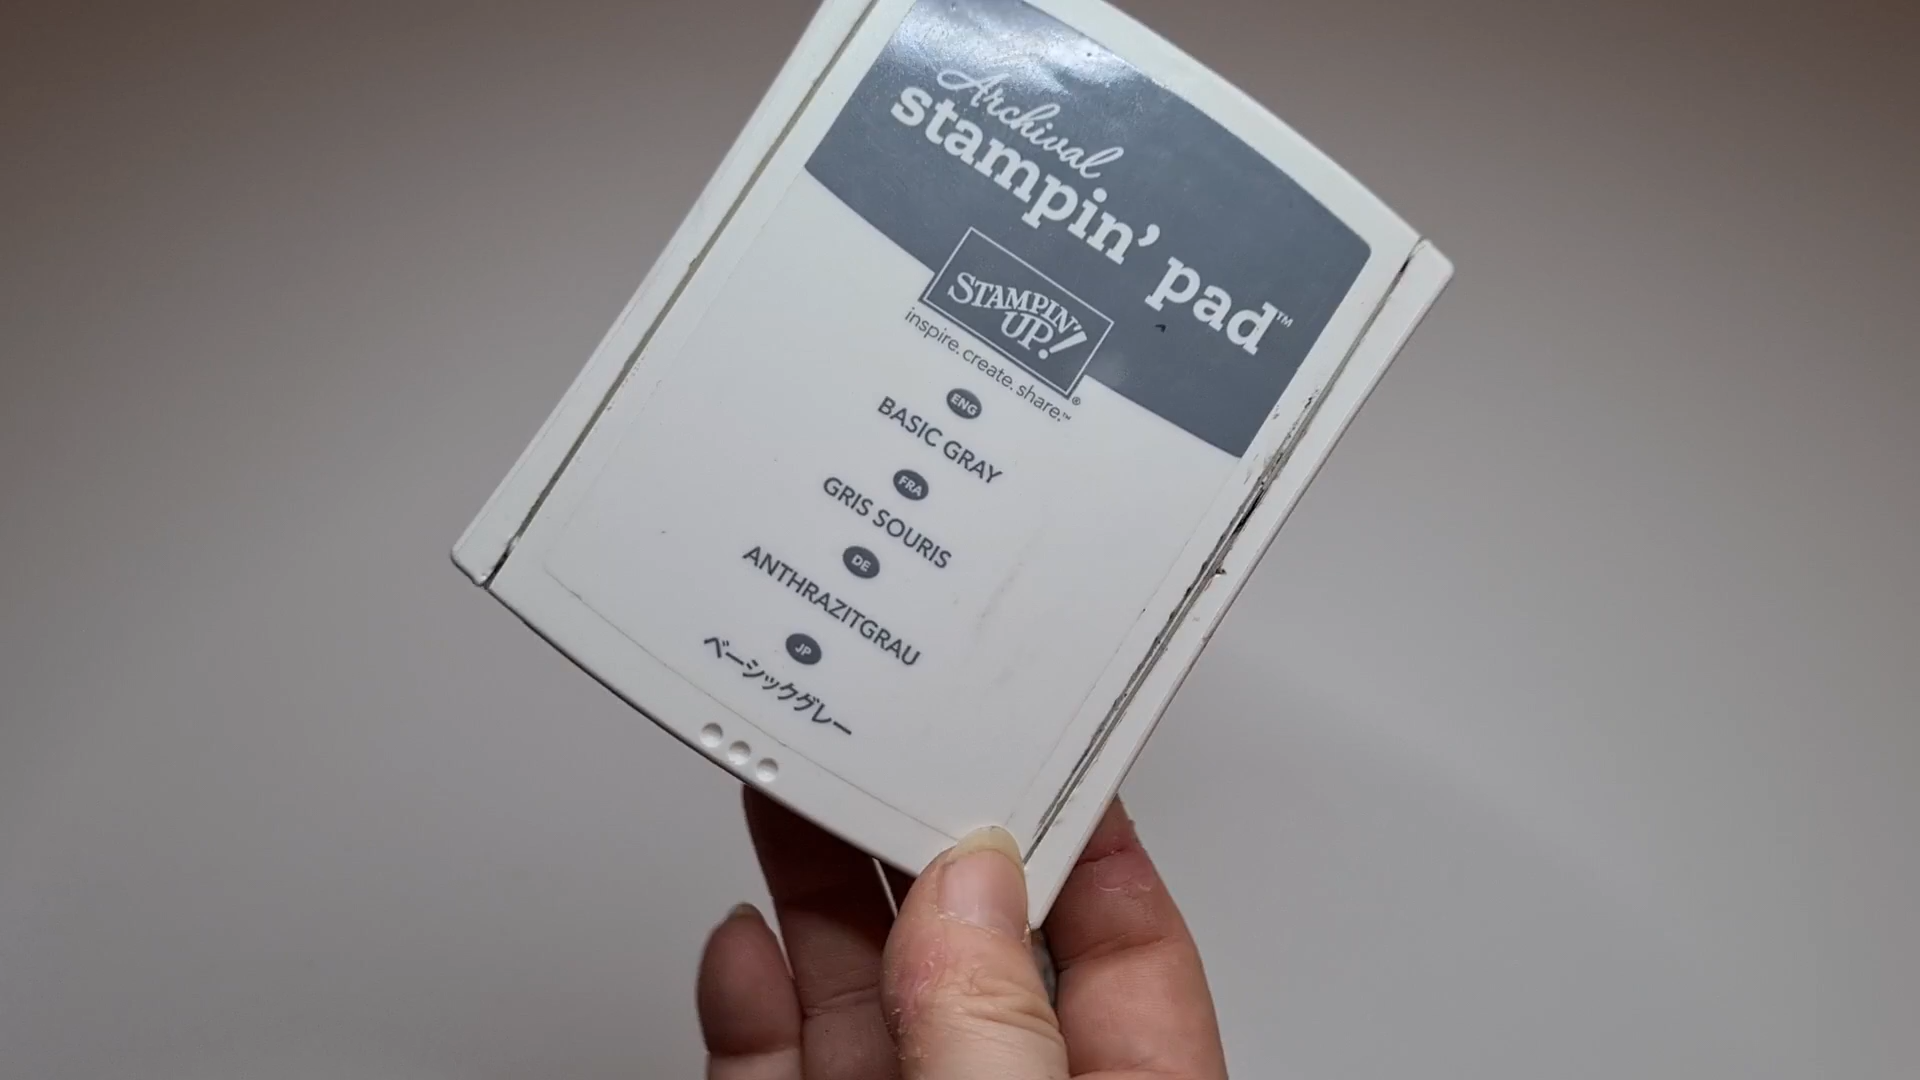 Archival
stampin' pad™
STAMPIN'
UP!®
inspire. create. share.™
ENG
BASIC GRAY
FRA
GRIS SOURIS
DE
ANTHRAZITGRAU
JP
ベーシックグレー